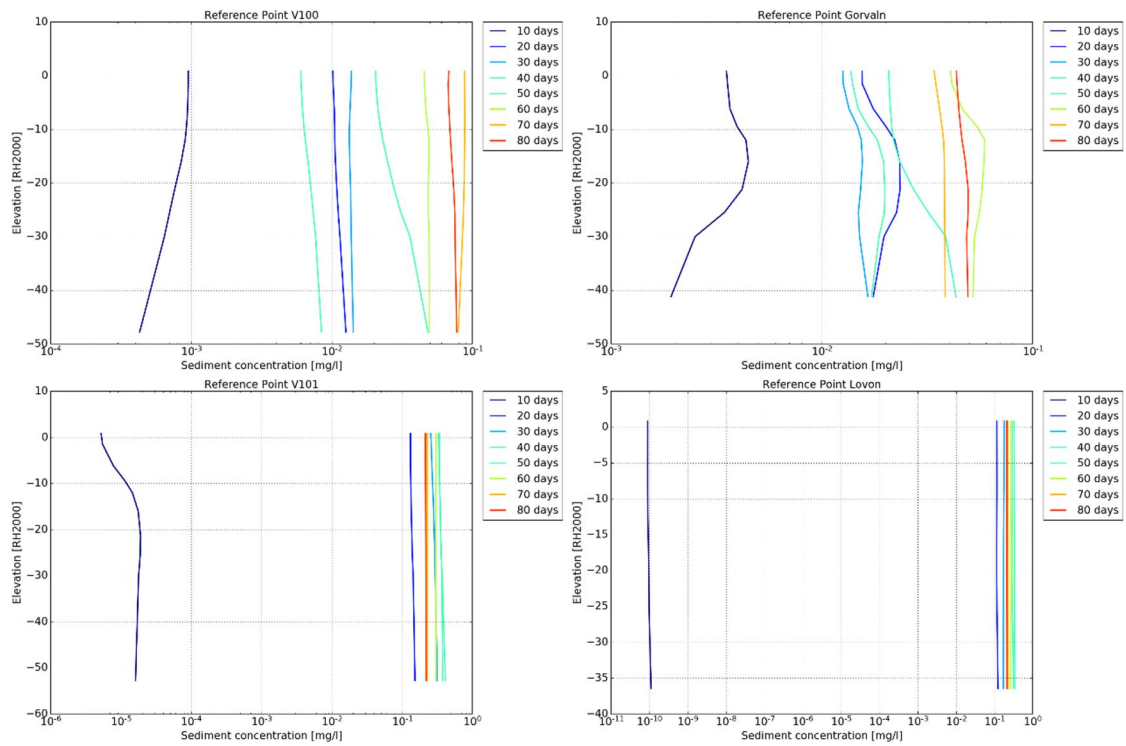 Reference Point V100
10
0
−10
−20
−30
−40
−50
Elevation [RH2000]
10-4
10-3
10-2
10-1
Sediment concentration [mg/l]
10 days
20 days
30 days
40 days
50 days
60 days
70 days
80 days
Reference Point Gorvaln
10
0
−10
−20
−30
−40
−50
Elevation [RH2000]
10-3
10-2
10-1
Sediment concentration [mg/l]
10 days
20 days
30 days
40 days
50 days
60 days
70 days
80 days
Reference Point V101
10
0
−10
−20
−30
−40
−50
−60
Elevation [RH2000]
10-6
10-5
10-4
10-3
10-2
10-1
100
Sediment concentration [mg/l]
10 days
20 days
30 days
40 days
50 days
60 days
70 days
80 days
Reference Point Lovon
5
0
−5
−10
−15
−20
−25
−30
−35
−40
Elevation [RH2000]
10-11
10-10
10-9
10-8
10-7
10-6
10-5
10-4
10-3
10-2
10-1
100
Sediment concentration [mg/l]
10 days
20 days
30 days
40 days
50 days
60 days
70 days
80 days